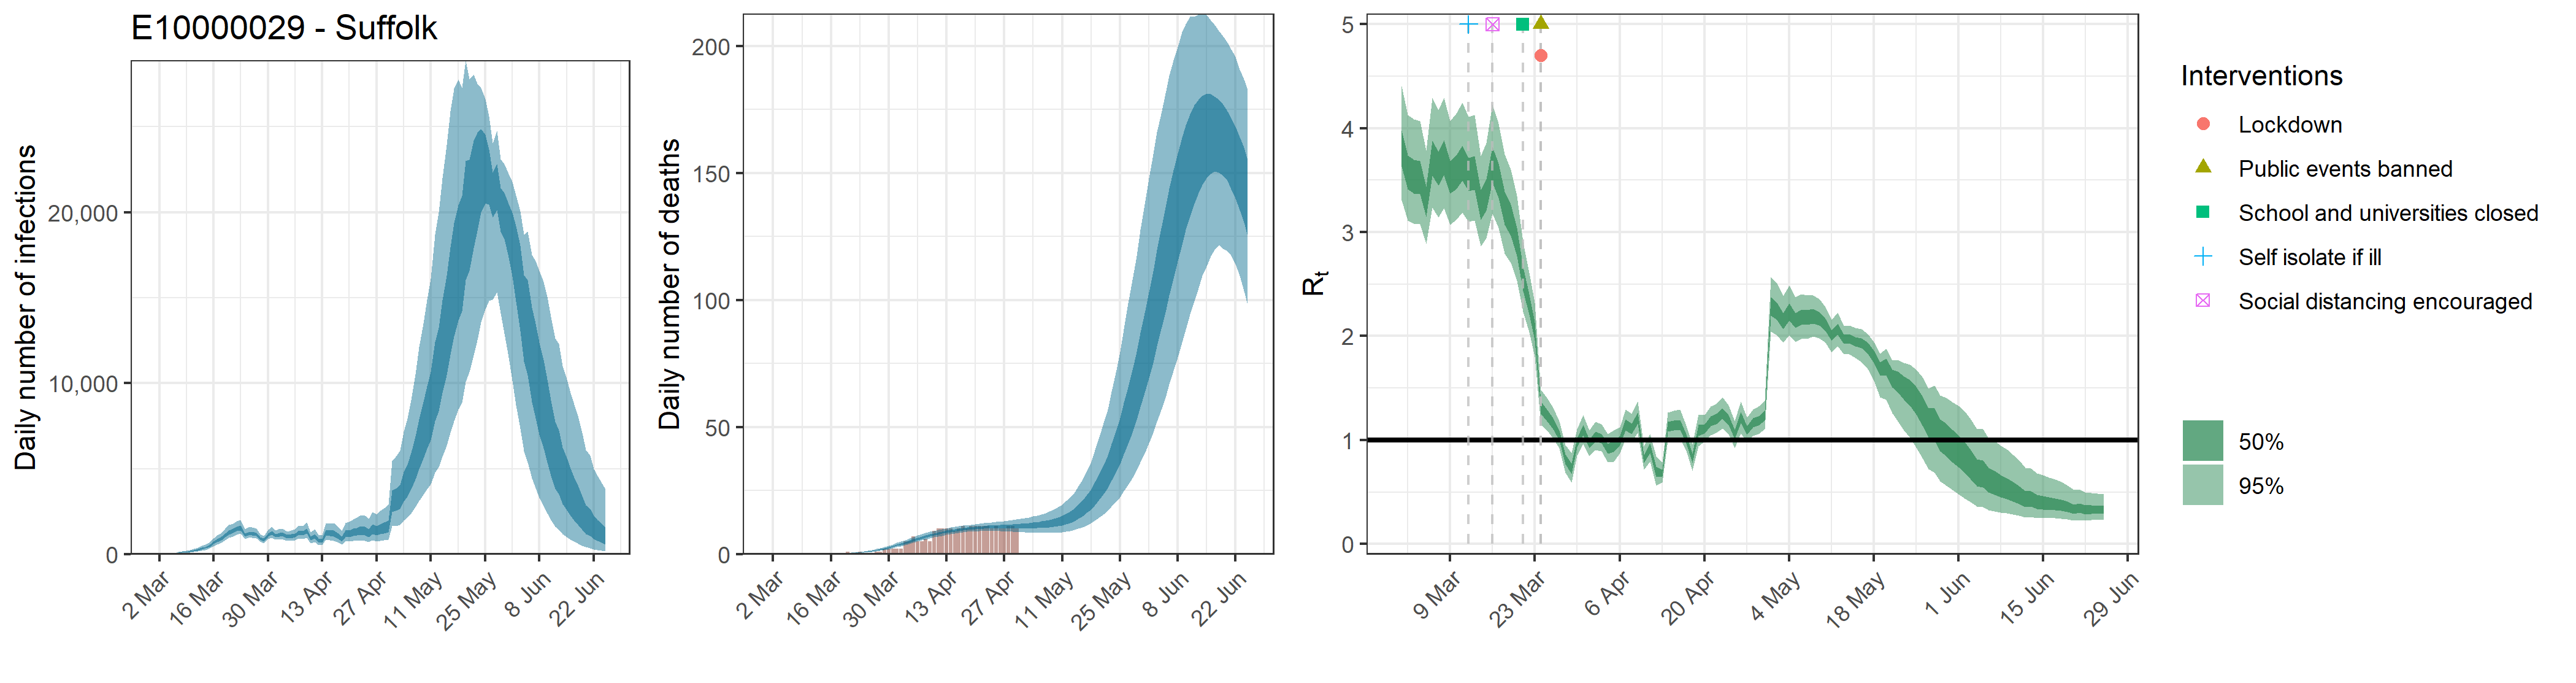 E10000029 - Suffolk
Daily number of infections
20,000
10,000
0
2 Mar
16 Mar
30 Mar
13 Apr
27 Apr
11 May
25 May
8 Jun
22 Jun
Daily number of deaths
200
150
100
50
0
2 Mar
16 Mar
30 Mar
13 Apr
27 Apr
11 May
25 May
8 Jun
22 Jun
Rt
5
4
3
2
1
0
9 Mar
23 Mar
6 Apr
20 Apr
4 May
18 May
1 Jun
15 Jun
29 Jun
Interventions
Lockdown
Public events banned
School and universities closed
Self isolate if ill
Social distancing encouraged
50%
95%